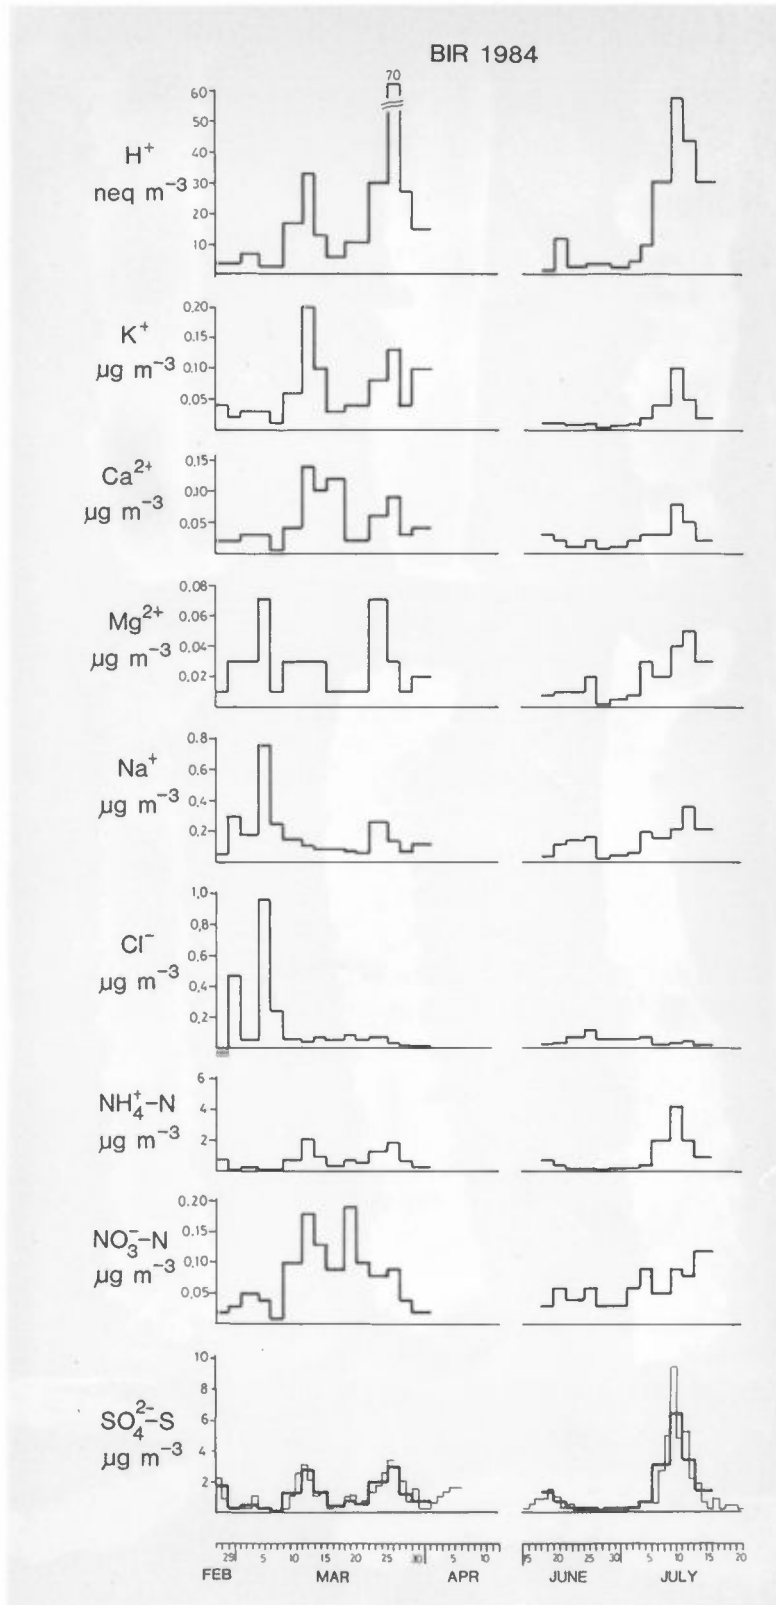 BIR 1984
H⁺
neq m⁻³
70
60
50
40
30
20
10
K⁺
µg m⁻³
0,20
0,15
0,10
0,05
Ca²⁺
µg m⁻³
0,15
0,10
0,05
Mg²⁺
µg m⁻³
0.08
0.06
0.04
0.02
Na⁺
µg m⁻³
0.8
0,6
0,4
0,2
Cl⁻
µg m⁻³
1,0
0,8
0,6
0,4
0,2
NH₄⁺–N
µg m⁻³
6
4
2
NO₃⁻–N
µg m⁻³
0.20
0,15
0,10
0,05
SO₄²⁻–S
µg m⁻³
10
8
6
4
2
29 5 10 15 20 25 30 5 10 15 20 25 30 5 10 15 20
FEB MAR APR JUNE JULY